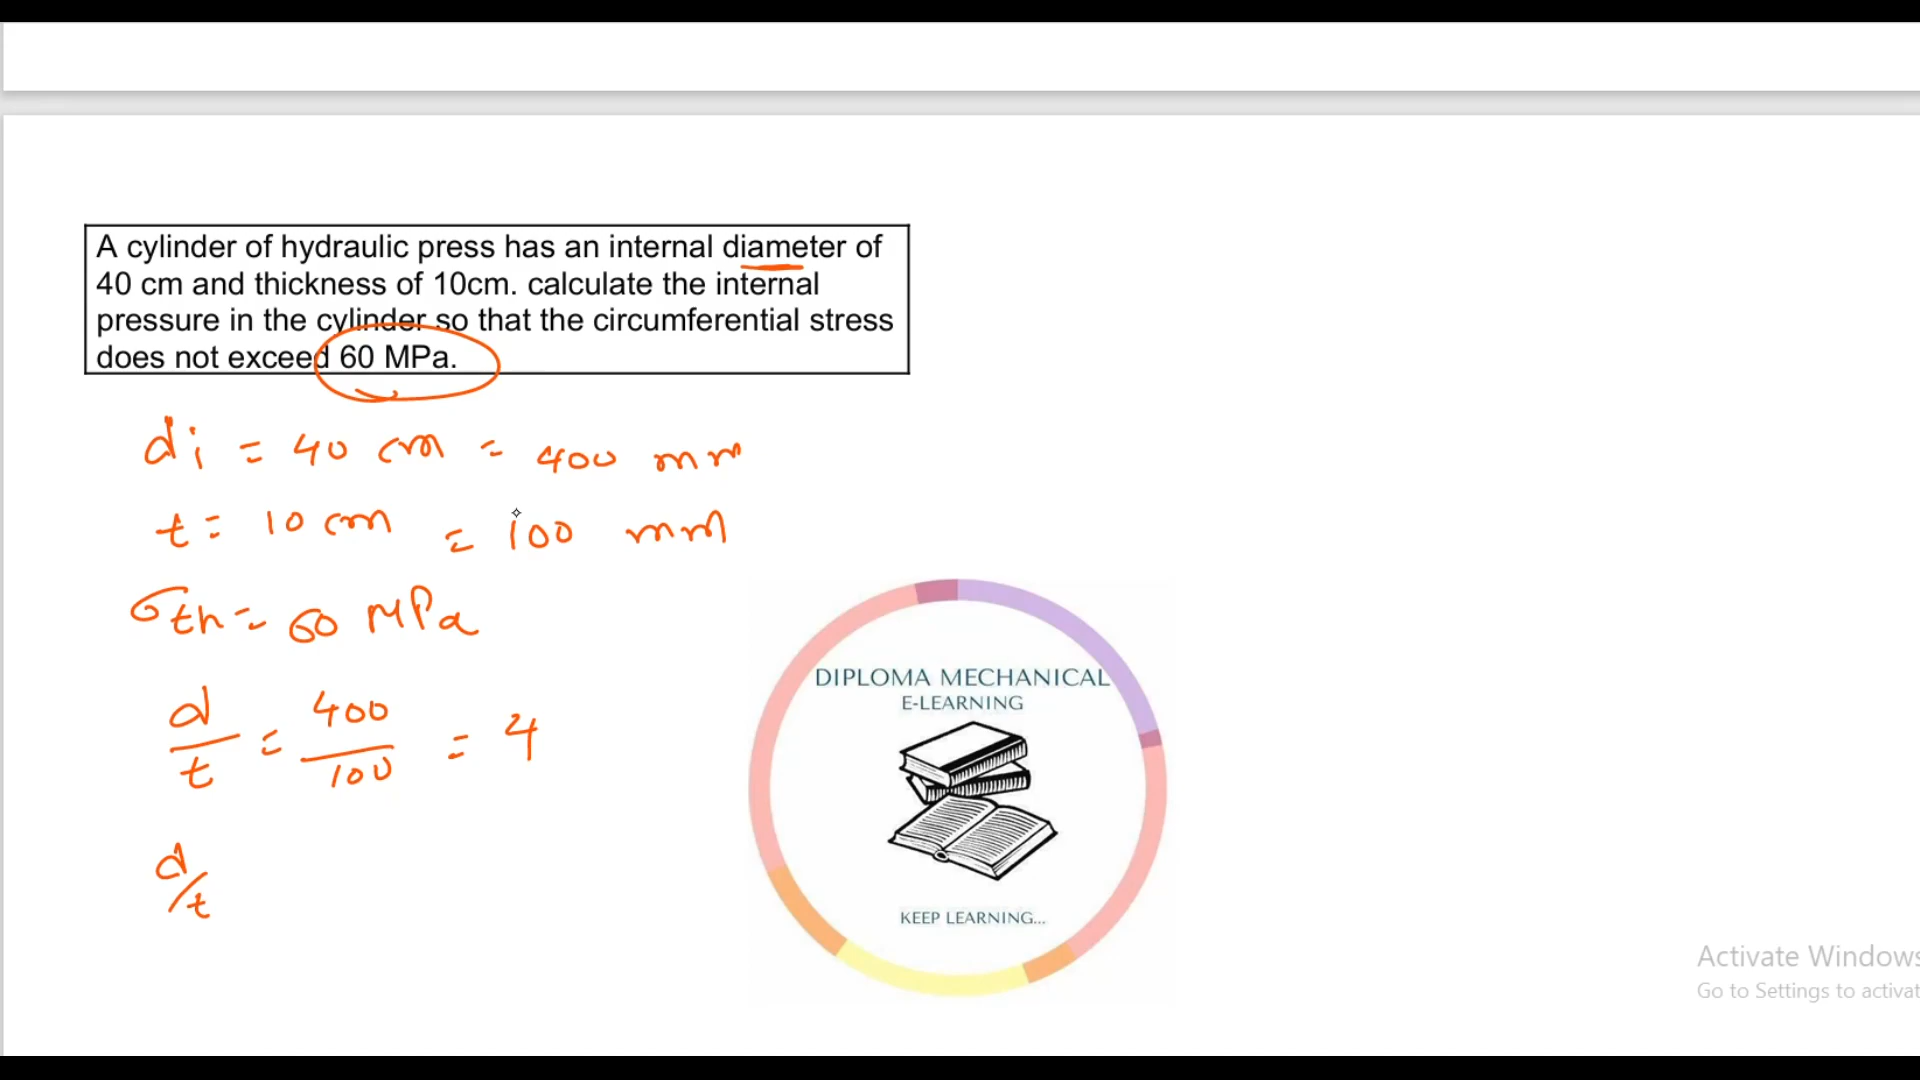 A cylinder of hydraulic press has an internal diameter of
40 cm and thickness of 10cm. calculate the internal
pressure in the cylinder so that the circumferential stress
does not exceed 60 MPa.
di = 40 cm = 400 mm
t = 10 cm = 100 mm
σth = 60 MPa
d/t = 400/100 = 4
d/t
DIPLOMA MECHANICAL
E-LEARNING
KEEP LEARNING...
Activate Windows
Go to Settings to activat